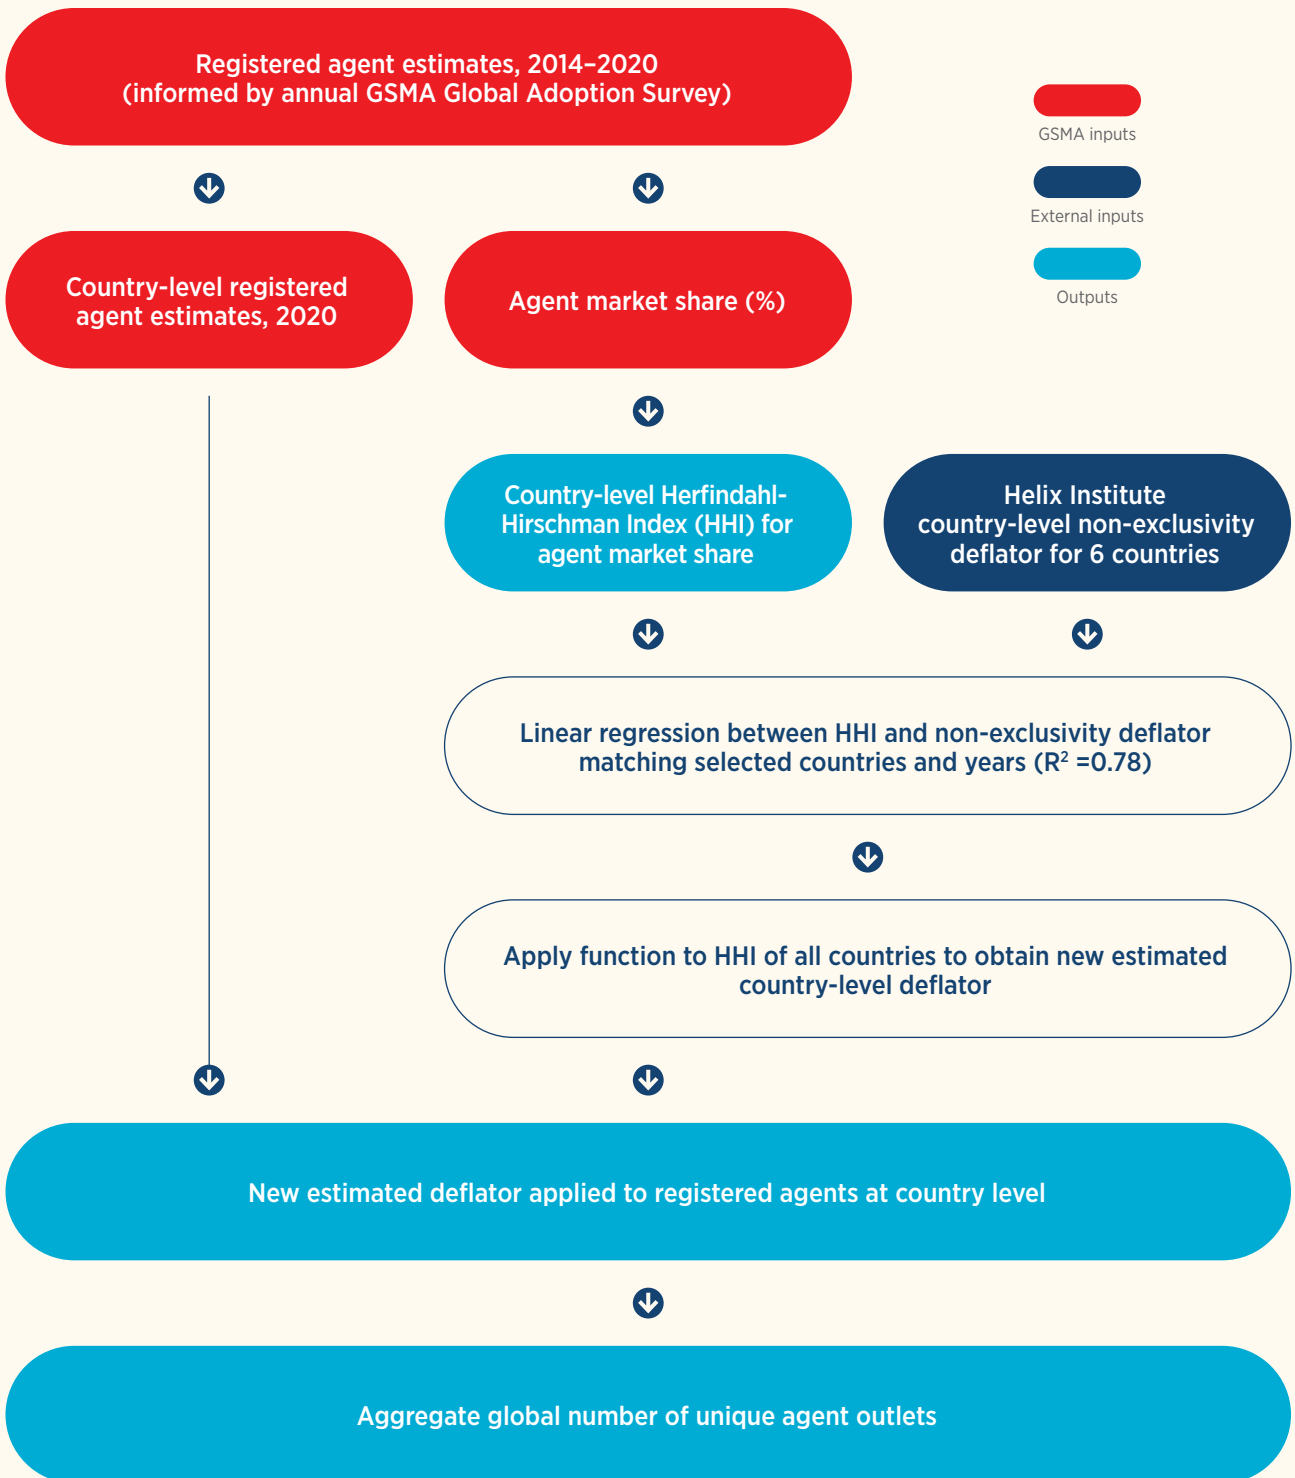 Registered agent estimates, 2014–2020
(informed by annual GSMA Global Adoption Survey)
GSMA inputs
External inputs
Outputs
Country-level registered
agent estimates, 2020
Agent market share (%)
Country-level Herfindahl-
Hirschman Index (HHI) for
agent market share
Helix Institute
country-level non-exclusivity
deflator for 6 countries
Linear regression between HHI and non-exclusivity deflator
matching selected countries and years (R² =0.78)
Apply function to HHI of all countries to obtain new estimated
country-level deflator
New estimated deflator applied to registered agents at country level
Aggregate global number of unique agent outlets